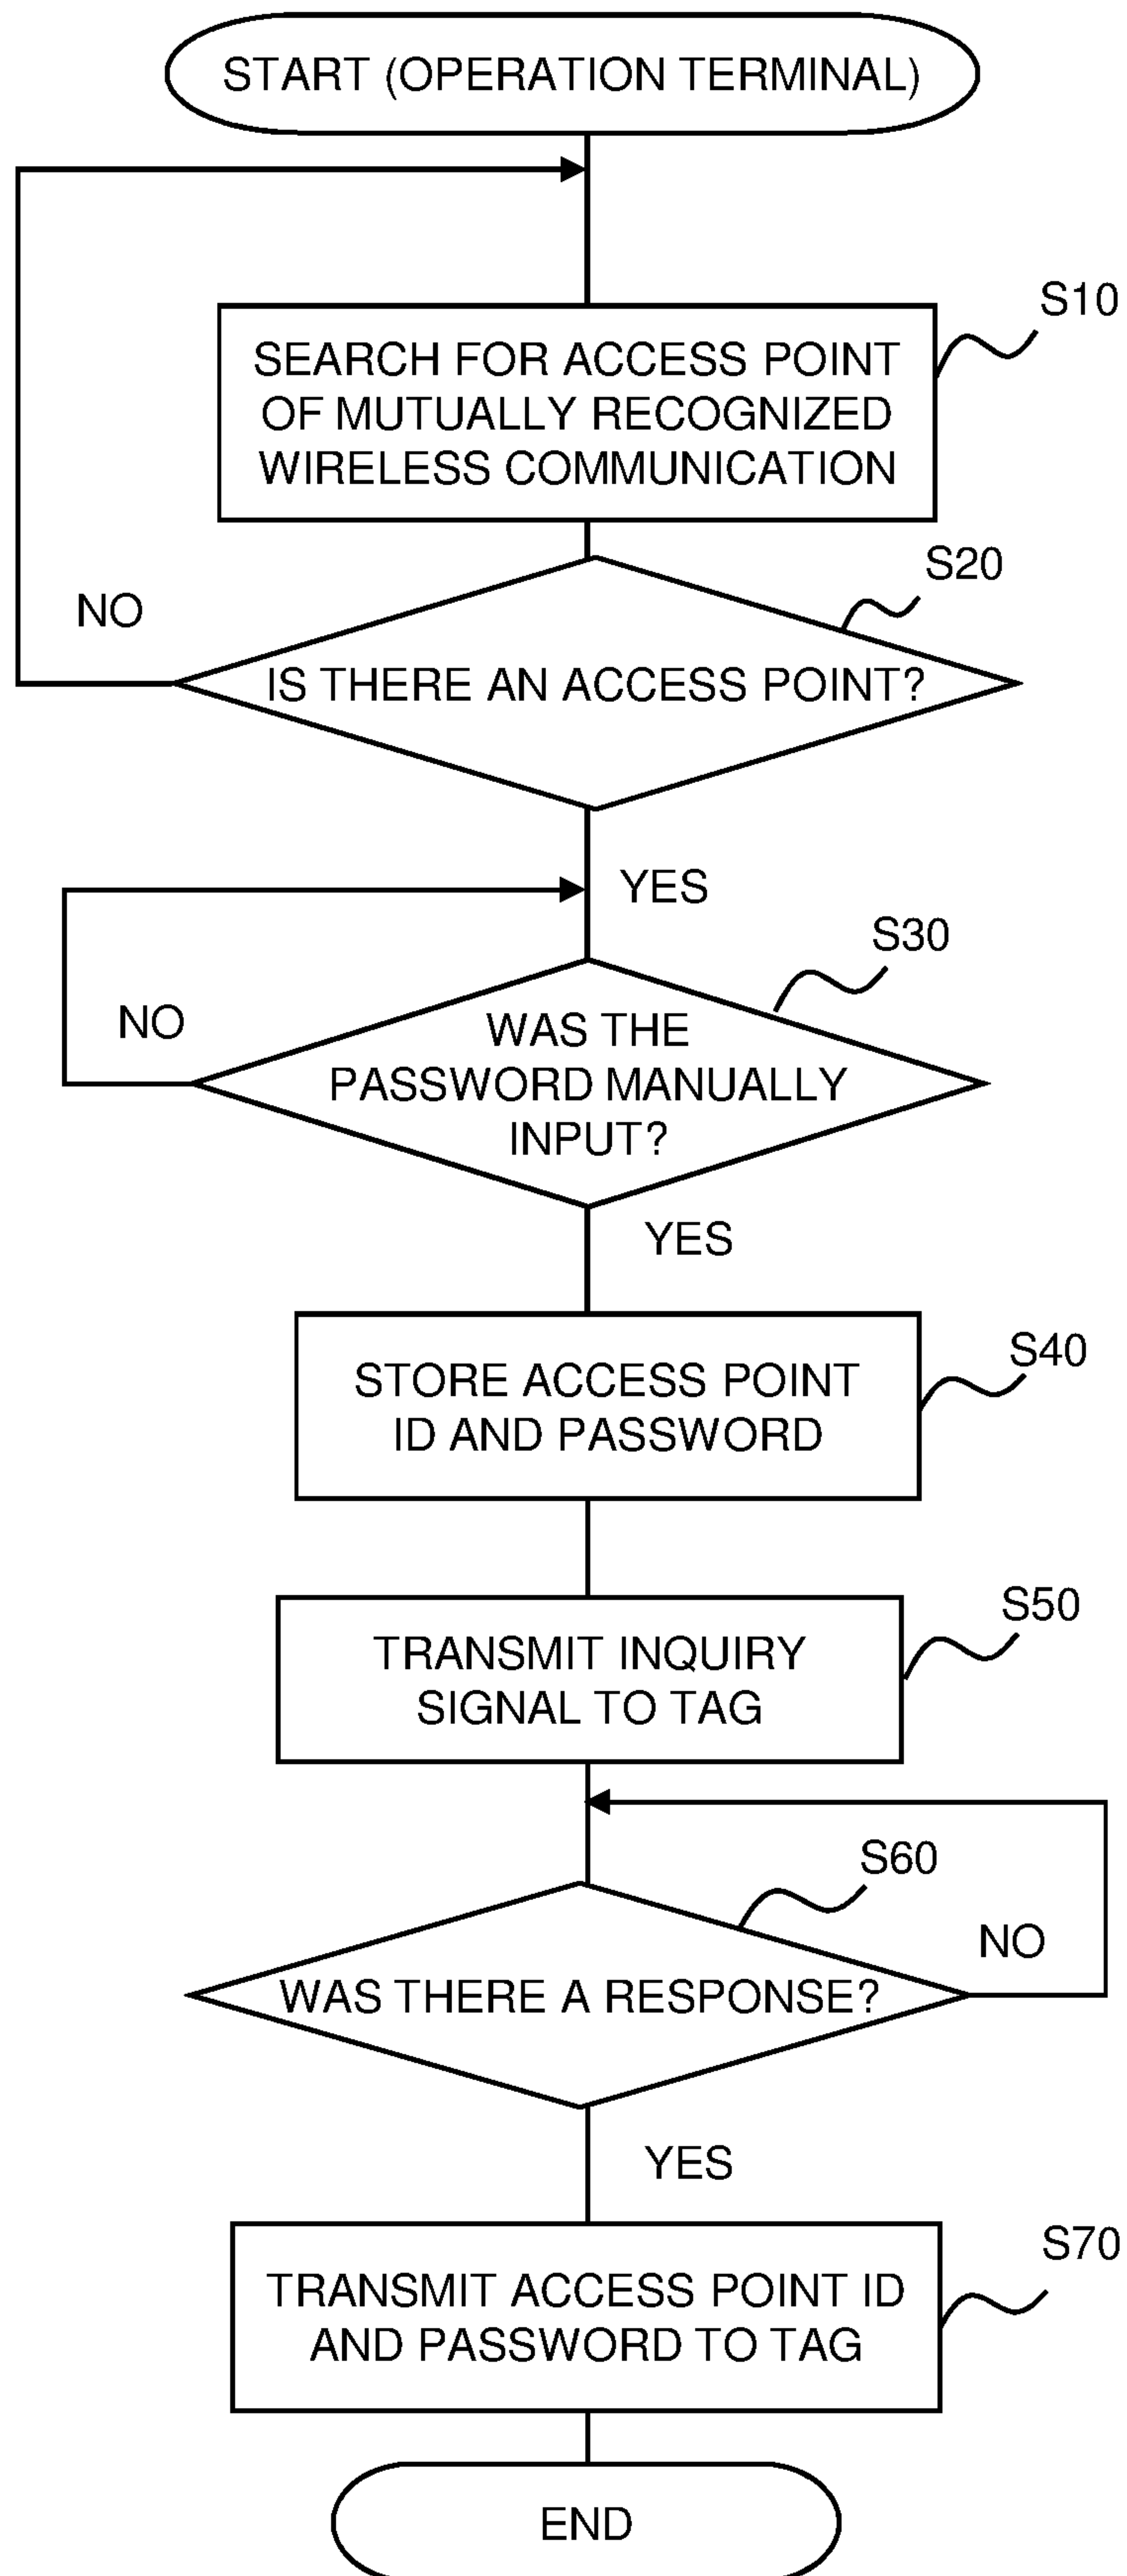 START (OPERATION TERMINAL)
S10
SEARCH FOR ACCESS POINT
OF MUTUALLY RECOGNIZED
WIRELESS COMMUNICATION
S20
NO
IS THERE AN ACCESS POINT?
YES
S30
NO
WAS THE
PASSWORD MANUALLY
INPUT?
YES
S40
STORE ACCESS POINT
ID AND PASSWORD
S50
TRANSMIT INQUIRY
SIGNAL TO TAG
S60
NO
WAS THERE A RESPONSE?
YES
S70
TRANSMIT ACCESS POINT ID
AND PASSWORD TO TAG
END